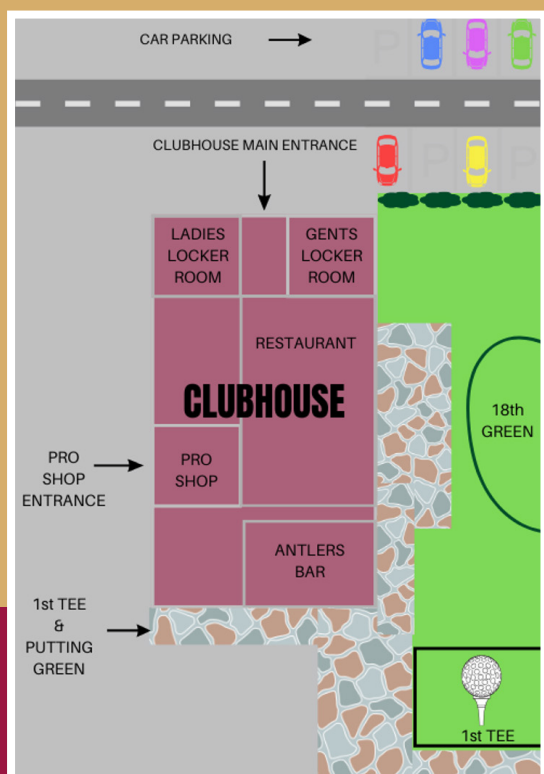 CAR PARKING
P
CLUBHOUSE MAIN ENTRANCE
P
P
LADIES
LOCKER
ROOM
GENTS
LOCKER
ROOM
RESTAURANT
CLUBHOUSE
18th
GREEN
PRO
SHOP
ENTRANCE
PRO
SHOP
ANTLERS
BAR
1st TEE
&
PUTTING
GREEN
1st TEE